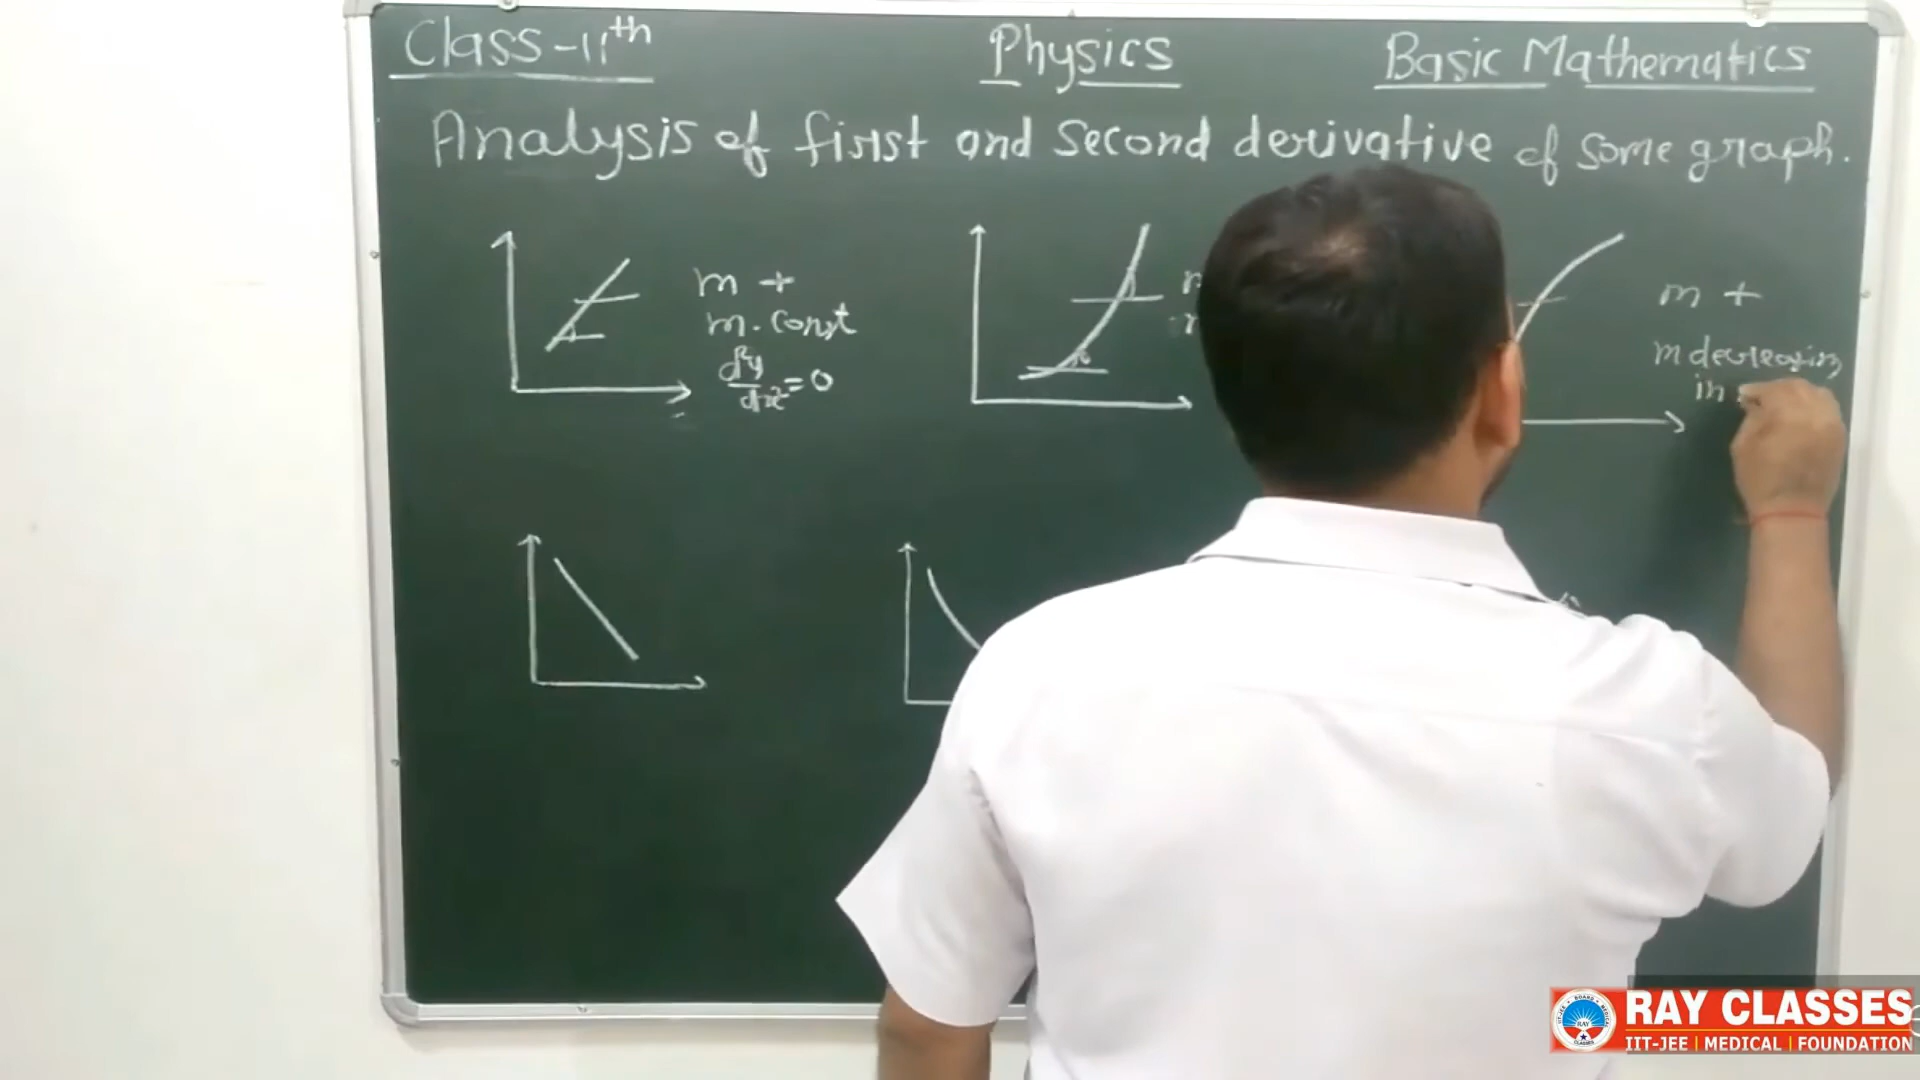 Class-11th
Physics
Basic Mathematics
Analysis of first and second derivative of some graph.
m +
m. const
d²y/dx² = 0
m +
m decreasing
in
RAY CLASSES
IIT-JEE | MEDICAL | FOUNDATION